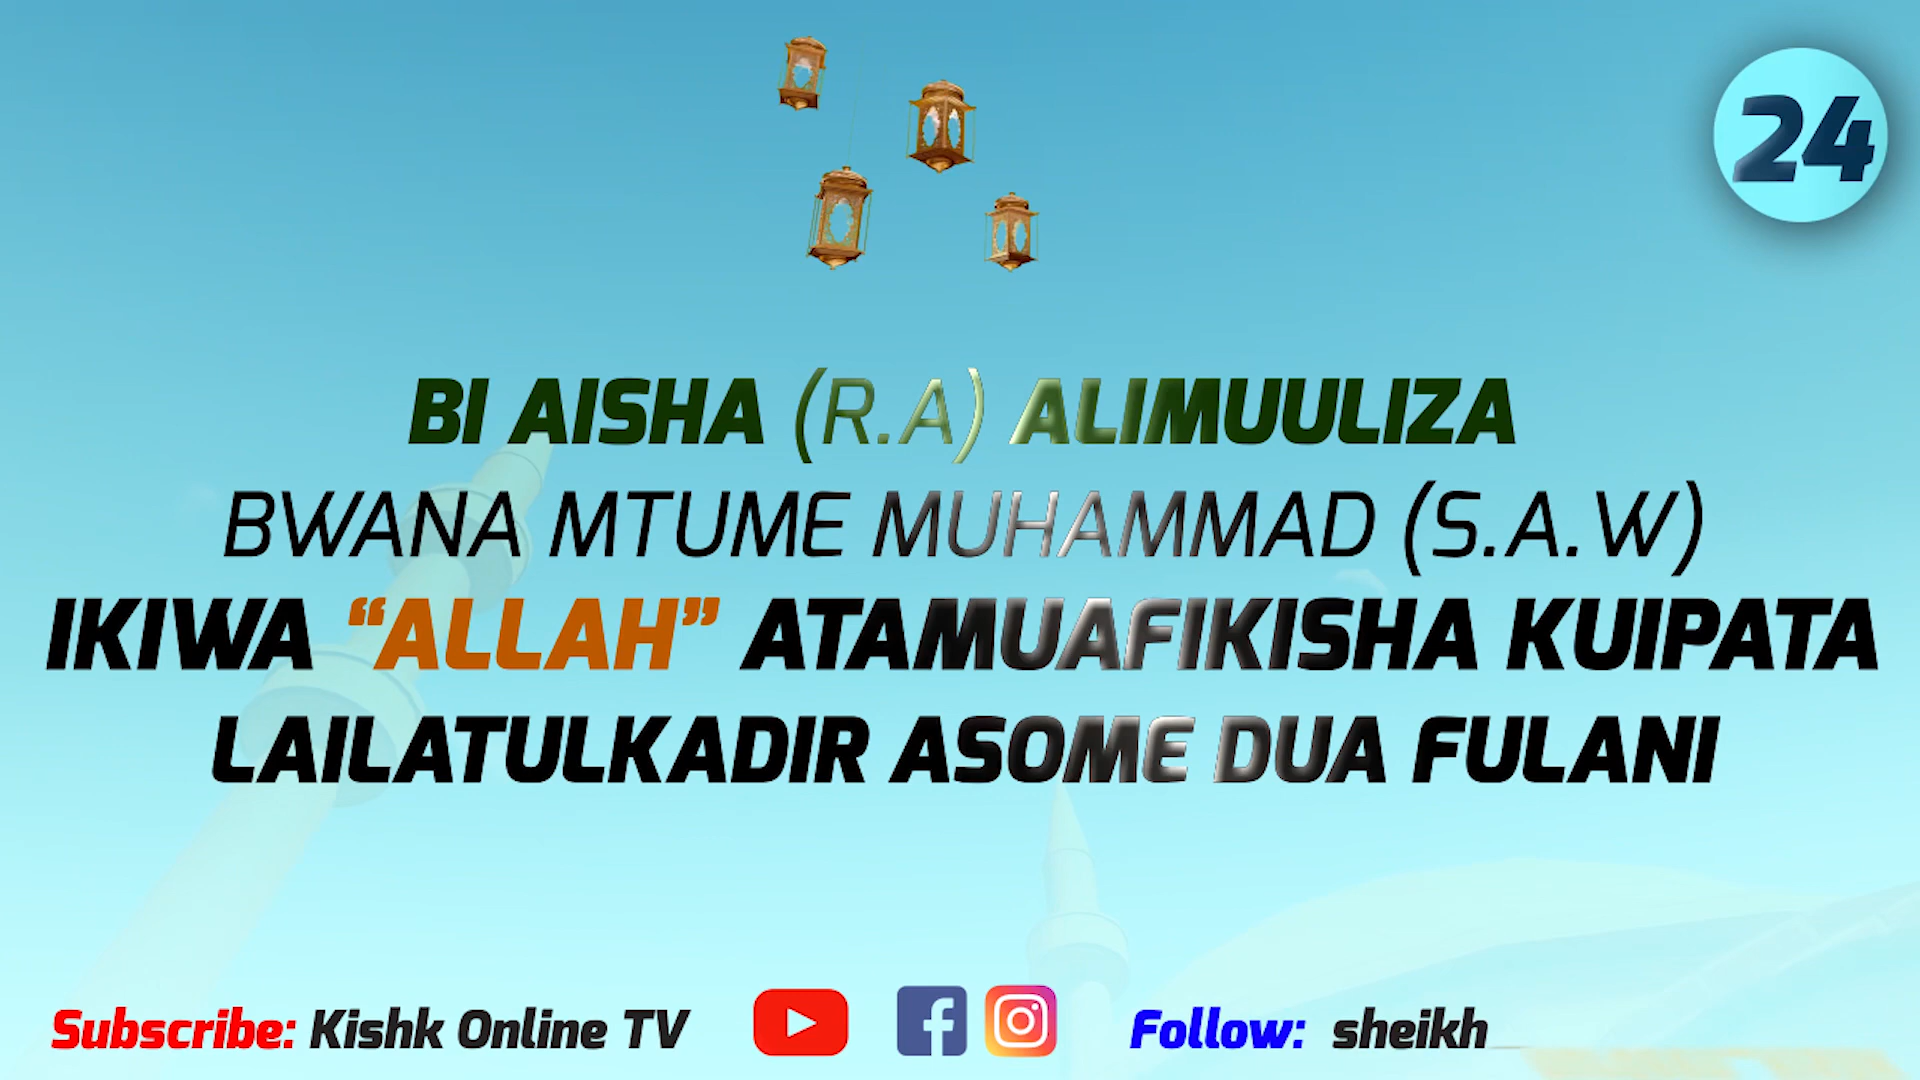 24
BI AISHA (R.A) ALIMUULIZA
BWANA MTUME MUHAMMAD (S.A.W)
IKIWA “ALLAH” ATAMUAFIKISHA KUIPATA
LAILATULKADIR ASOME DUA FULANI
Subscribe: Kishk Online TV Follow: sheikh